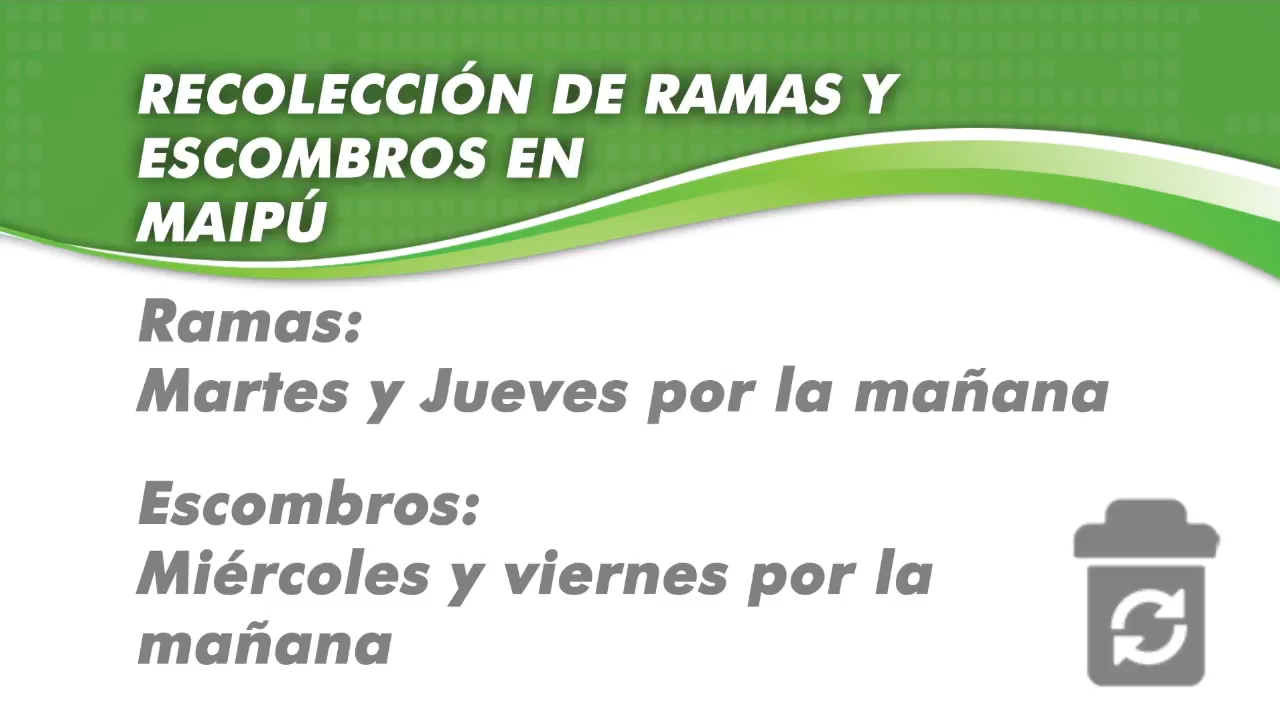 RECOLECCIÓN DE RAMAS Y
ESCOMBROS EN
MAIPÚ
Ramas:
Martes y Jueves por la mañana
Escombros:
Miércoles y viernes por la
mañana